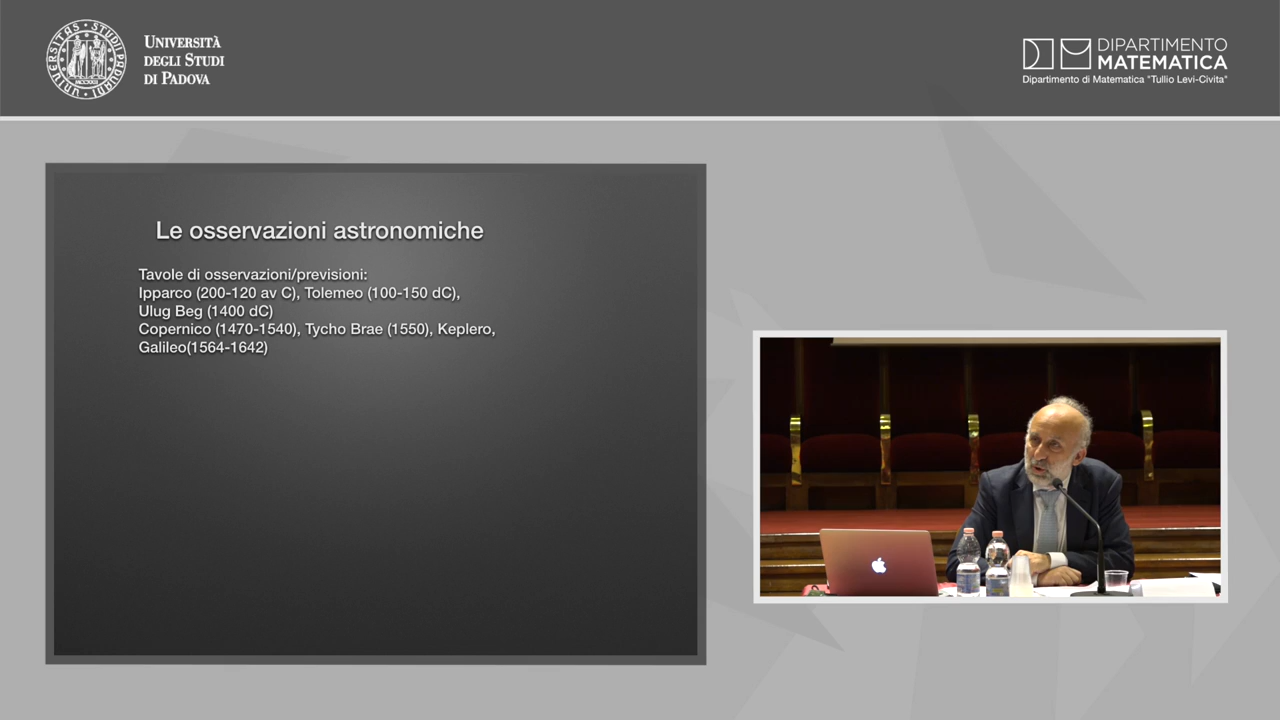 UNIVERSITÀ
DEGLI STUDI
DI PADOVA
DIPARTIMENTO
MATEMATICA
Dipartimento di Matematica "Tullio Levi-Civita"
Le osservazioni astronomiche
Tavole di osservazioni/previsioni:
Ipparco (200-120 av C), Tolemeo (100-150 dC),
Ulug Beg (1400 dC)
Copernico (1470-1540), Tycho Brae (1550), Keplero,
Galileo(1564-1642)